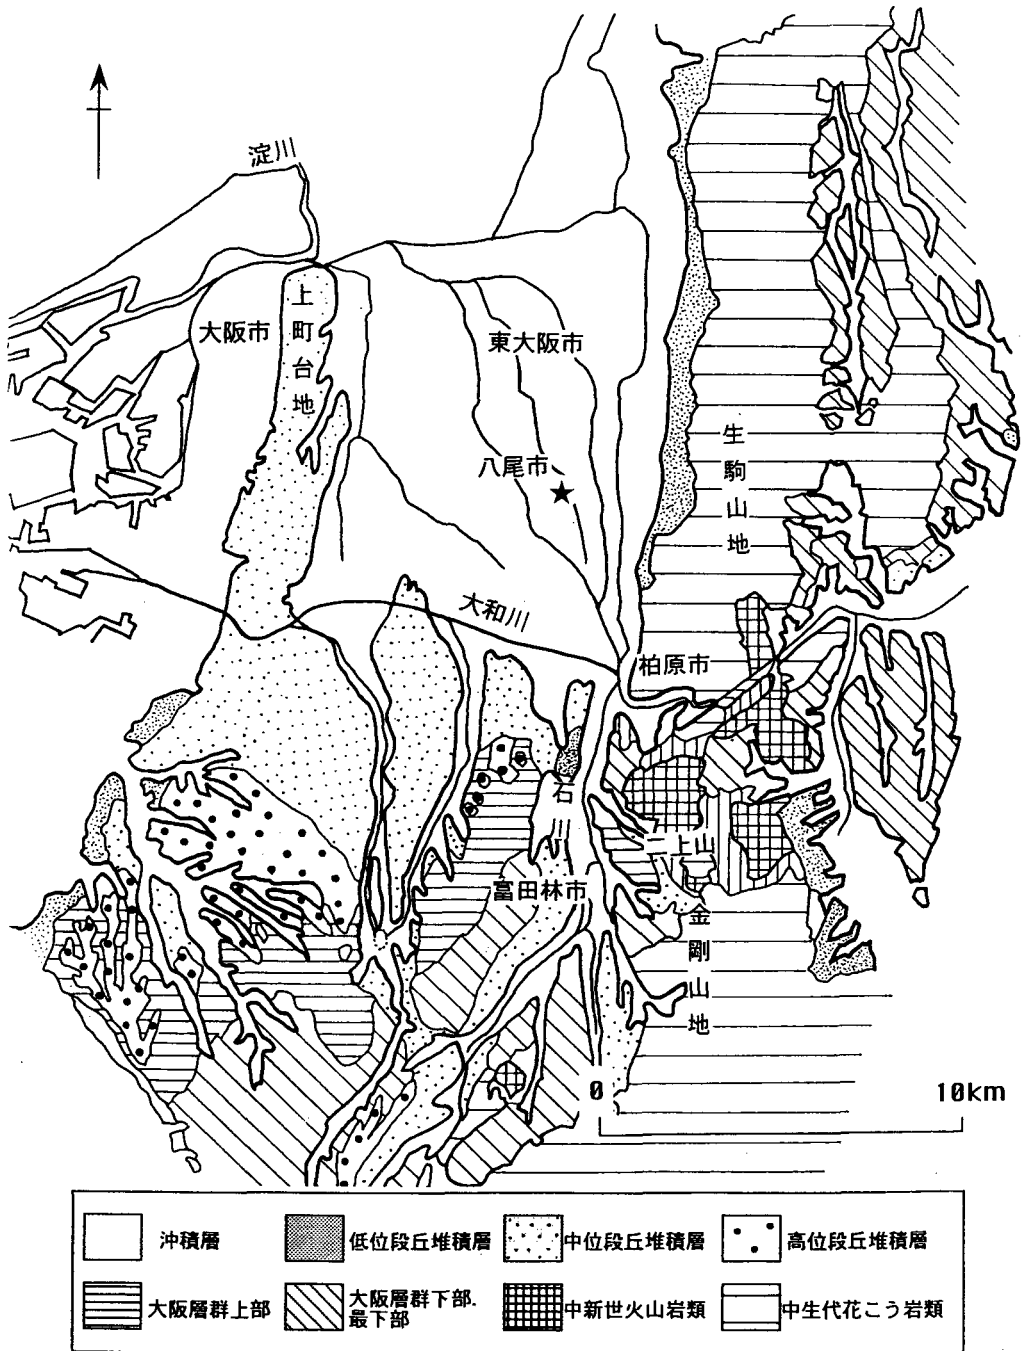 淀川
上町台地
大阪市
東大阪市
八尾市
★
生駒山地
大和川
柏原市
石川
二上山
富田林市
金剛山地
0
10km
沖積層
低位段丘堆積層
中位段丘堆積層
高位段丘堆積層
大阪層群上部
大阪層群下部.
最下部
中新世火山岩類
中生代花こう岩類